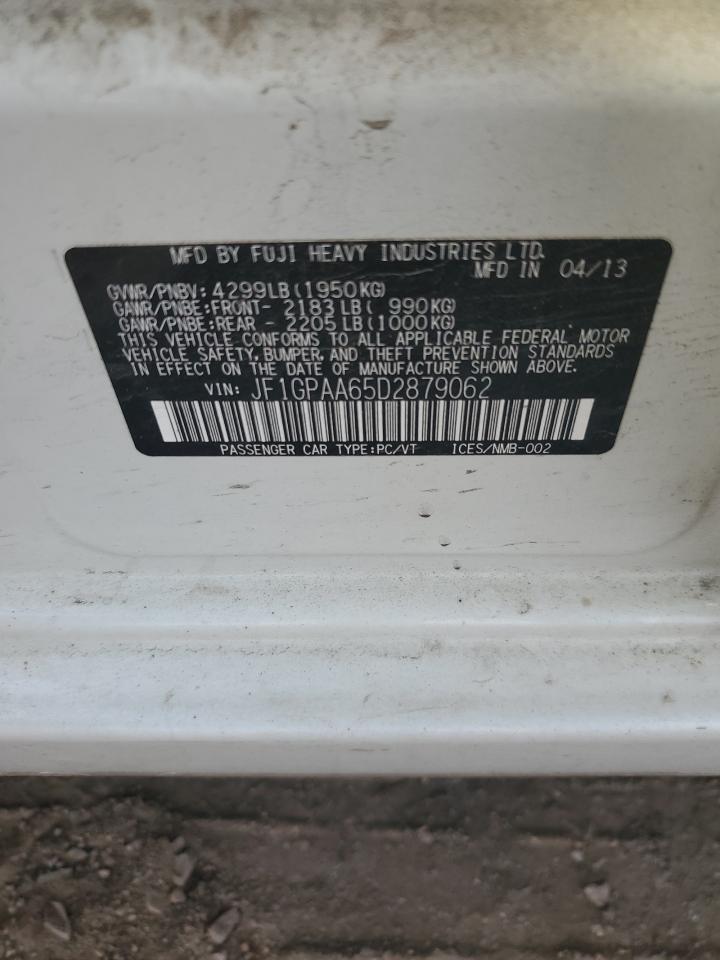 MFD BY FUJI HEAVY INDUSTRIES LTD.
MFD IN 04/13
GVWR/PNBV: 4299LB(1950KG)
GAWR/PNBE:FRONT- 2183LB( 990KG)
GAWR/PNBE:REAR - 2205LB(1000KG)
THIS VEHICLE CONFORMS TO ALL APPLICABLE FEDERAL MOTOR
VEHICLE SAFETY, BUMPER, AND THEFT PREVENTION STANDARDS
IN EFFECT ON THE DATE OF MANUFACTURE SHOWN ABOVE.
VIN: JF1GPAA65D2879062
PASSENGER CAR TYPE:PC/VT ICES/NMB-002